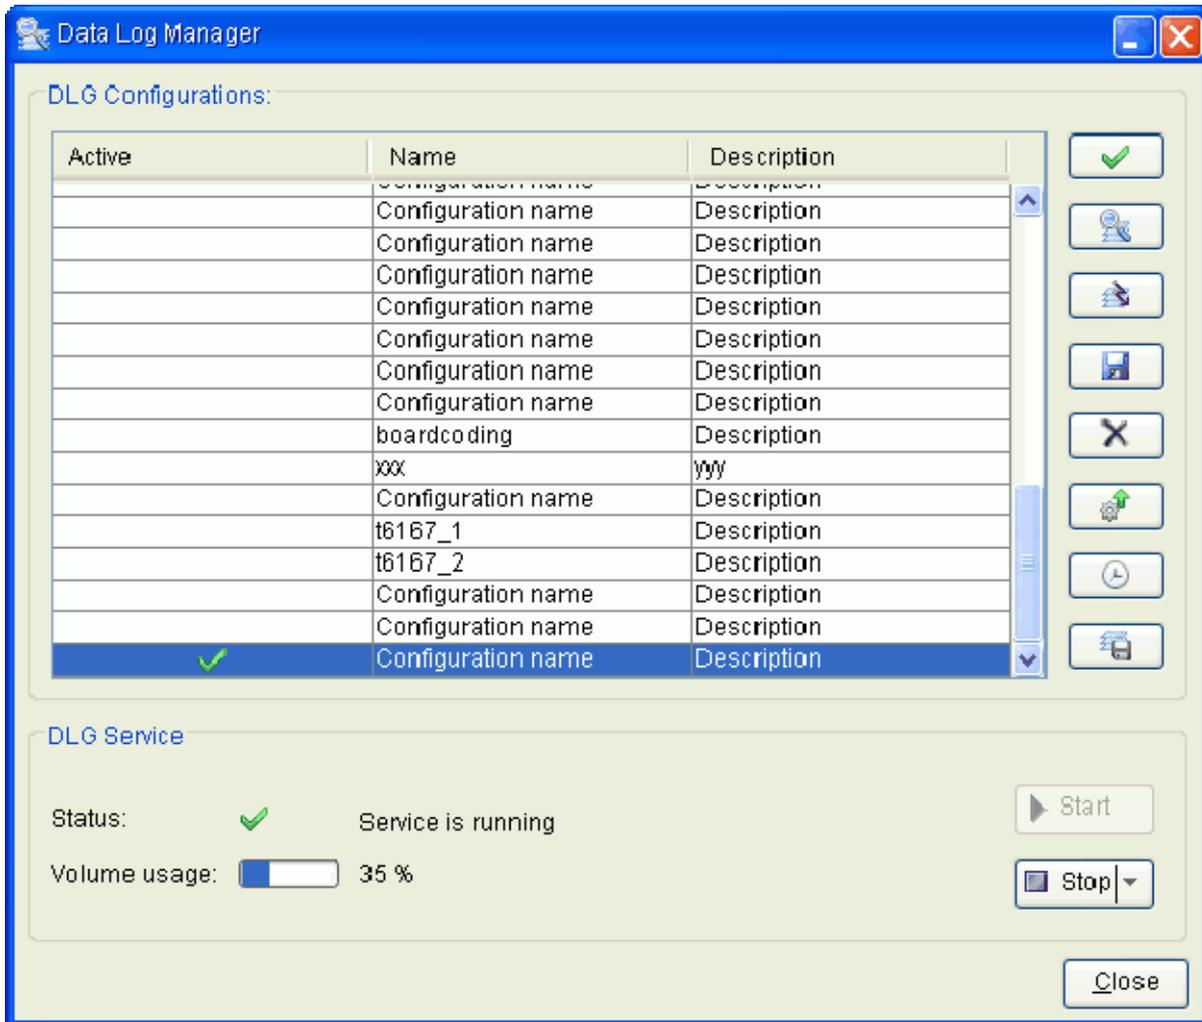 Data Log Manager
DLG Configurations:
Active Name Description
Configuration name Description
Configuration name Description
Configuration name Description
Configuration name Description
Configuration name Description
Configuration name Description
Configuration name Description
Configuration name Description
boardcoding Description
xxx yyy
Configuration name Description
t6167_1 Description
t6167_2 Description
Configuration name Description
Configuration name Description
Configuration name Description
DLG Service
Status: Service is running
Start
Volume usage: 35 %
Stop
Close